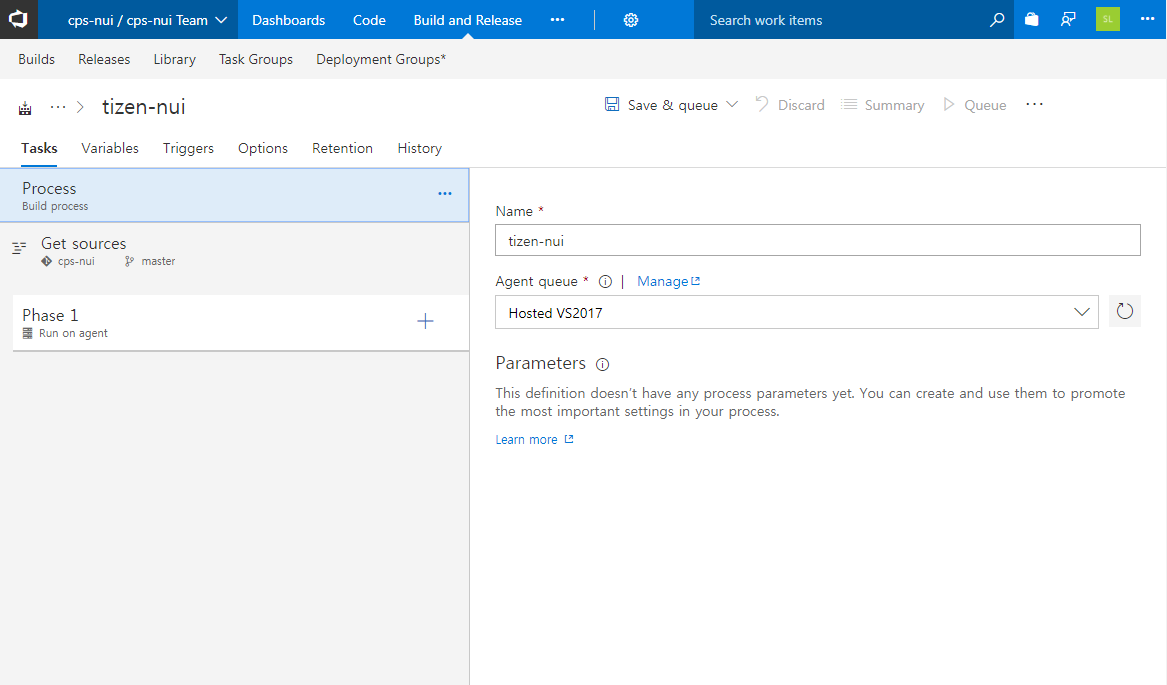 cps-nui / cps-nui Team Dashboards Code Build and Release ... Search work items SL ...
Builds Releases Library Task Groups Deployment Groups*
... > tizen-nui Save & queue Discard Summary Queue ...
Tasks Variables Triggers Options Retention History
Process ...
Build process
Get sources
cps-nui master
Phase 1
Run on agent
Name *
tizen-nui
Agent queue * | Manage
Hosted VS2017
Parameters
This definition doesn't have any process parameters yet. You can create and use them to promote
the most important settings in your process.
Learn more